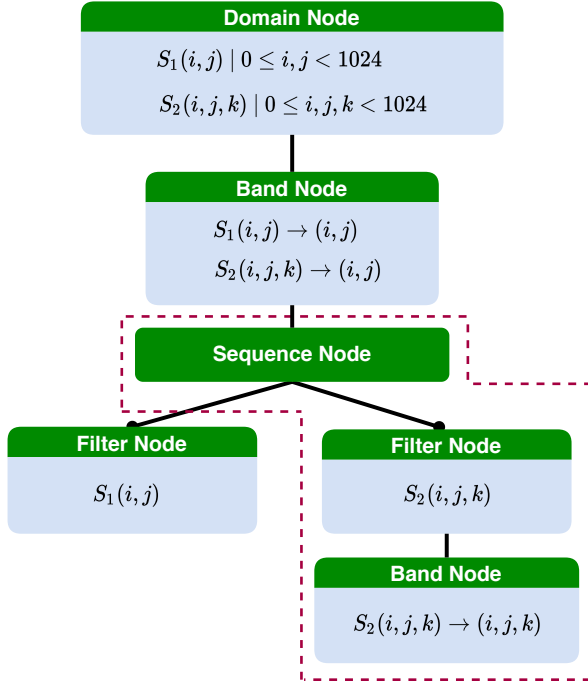 Domain Node
S₁(i, j) | 0 ≤ i, j < 1024
S₂(i, j, k) | 0 ≤ i, j, k < 1024
Band Node
S₁(i, j) → (i, j)
S₂(i, j, k) → (i, j)
Sequence Node
Filter Node
S₁(i, j)
Filter Node
S₂(i, j, k)
Band Node
S₂(i, j, k) → (i, j, k)